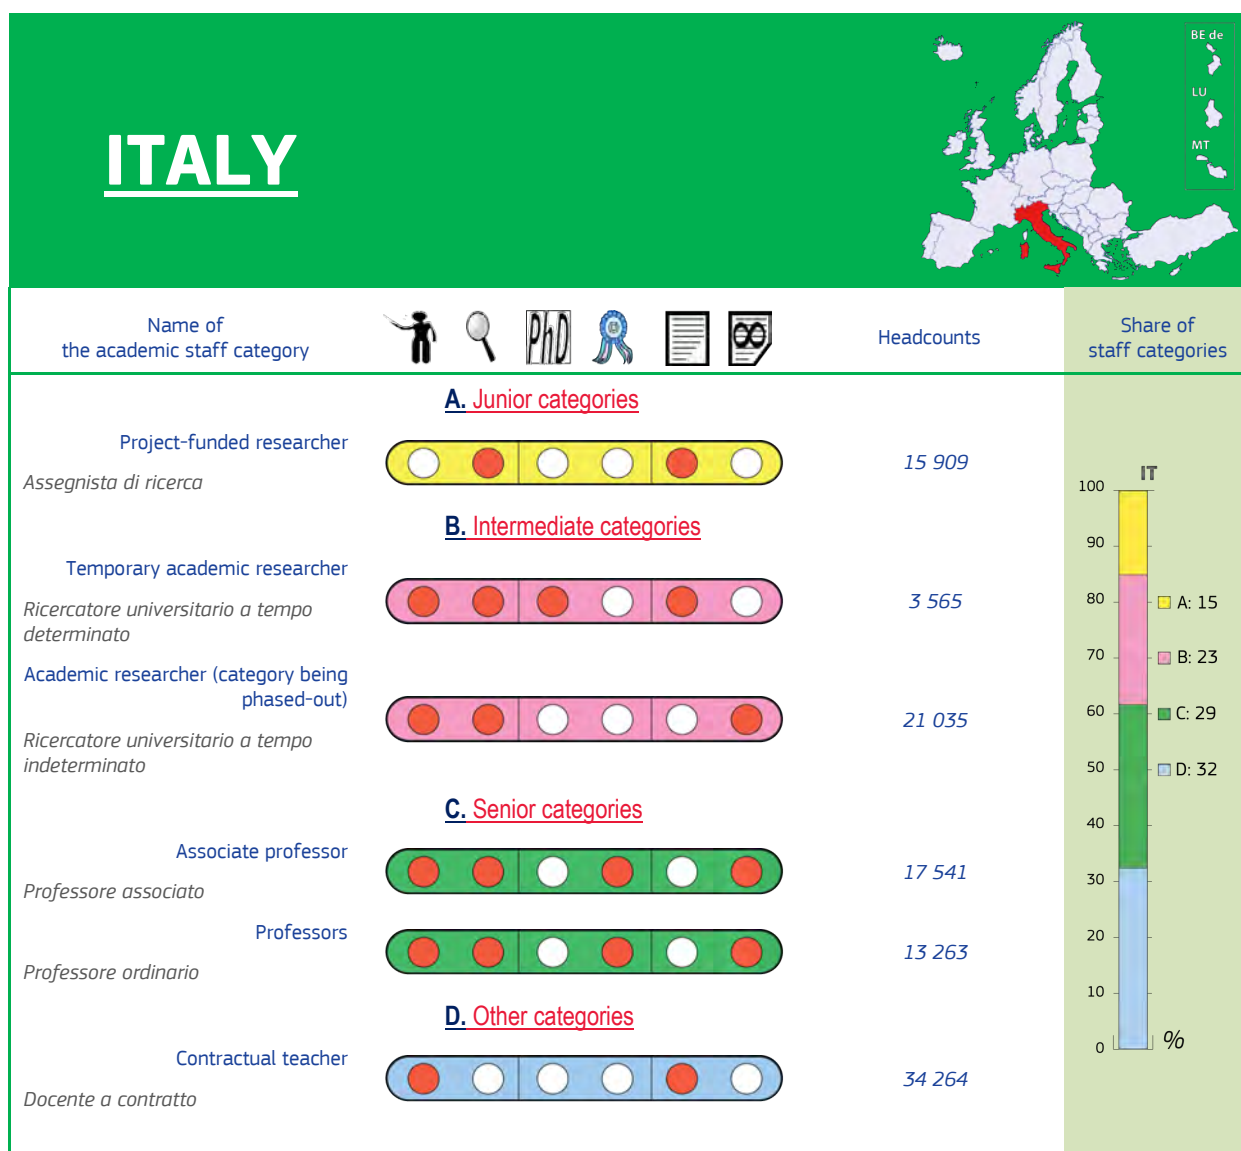 BE de
LU
MT
ITALY
Name of
the academic staff category
PhD
Headcounts
Share of
staff categories
A. Junior categories
Project-funded researcher
Assegnista di ricerca
15 909
B. Intermediate categories
Temporary academic researcher
Ricercatore universitario a tempo
determinato
3 565
Academic researcher (category being
phased-out)
Ricercatore universitario a tempo
indeterminato
21 035
C. Senior categories
Associate professor
Professore associato
17 541
Professors
Professore ordinario
13 263
D. Other categories
Contractual teacher
Docente a contratto
34 264
IT
100
90
80
70
60
50
40
30
20
10
0
%
A: 15
B: 23
C: 29
D: 32